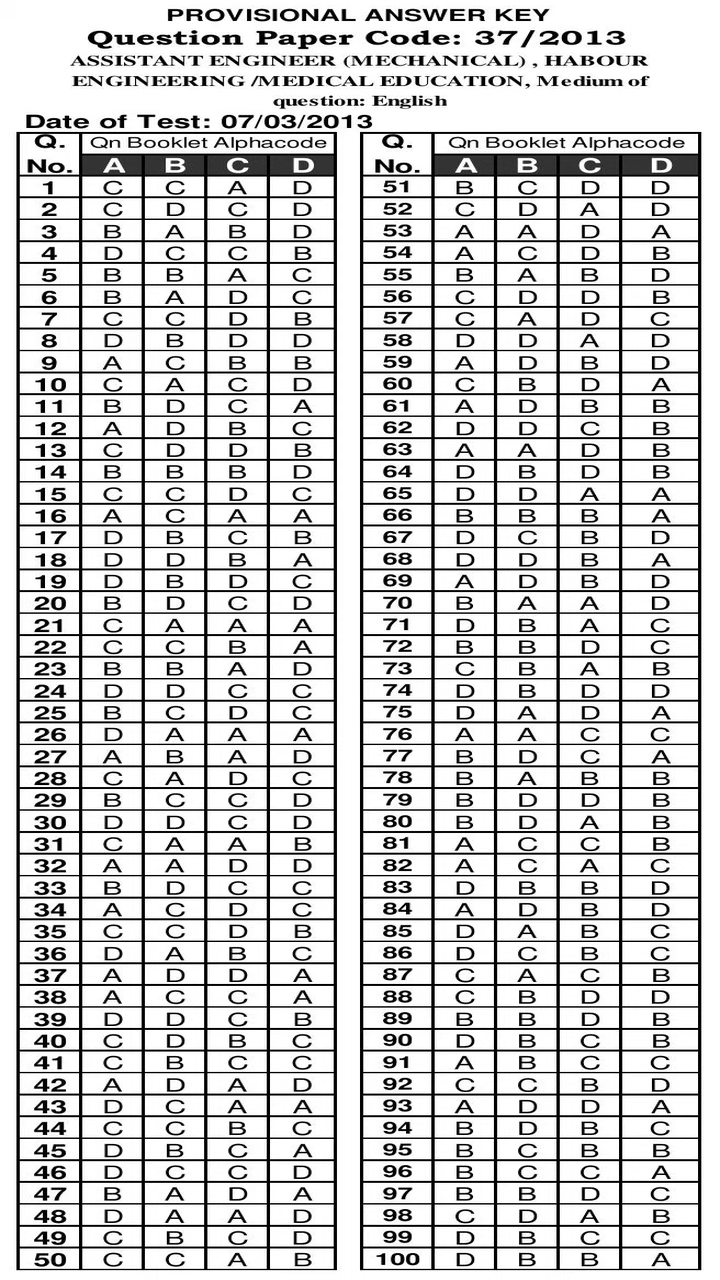 PROVISIONAL ANSWER KEY
Question Paper Code: 37/2013
ASSISTANT ENGINEER (MECHANICAL) , HABOUR
ENGINEERING /MEDICAL EDUCATION, Medium of
question: English
Date of Test: 07/03/2013
Q. Qn Booklet Alphacode Q. Qn Booklet Alphacode
No. A B C D No. A B C D
1 C C A D 51 B C D D
2 C D C D 52 C D A D
3 B A B D 53 A A D A
4 D C C B 54 A C D B
5 B B A C 55 B A B D
6 B A D C 56 C D D B
7 C C D B 57 C A D C
8 D B D D 58 D D A D
9 A C B B 59 A D B D
10 C A C D 60 C B D A
11 B D C A 61 A D B B
12 A D B C 62 D D C B
13 C D D B 63 A A D B
14 B B B D 64 D B D B
15 C C D C 65 D D A A
16 A C A A 66 B B B A
17 D B C B 67 D C B D
18 D D B A 68 D D B A
19 D B D C 69 A D B D
20 B D C D 70 B A A D
21 C A A A 71 D B A C
22 C C B A 72 B B D C
23 B B A D 73 C B A B
24 D D C C 74 D B D D
25 B C D C 75 D A D A
26 D A A A 76 A A C C
27 A B A D 77 B D C A
28 C A D C 78 B A B B
29 B C C D 79 B D D B
30 D D C D 80 B D A B
31 C A A B 81 A C C B
32 A A D D 82 A C A C
33 B D C C 83 D B B D
34 A C D C 84 A D B D
35 C C D B 85 D A B C
36 D A B C 86 D C B C
37 A D D A 87 C A C B
38 A C C A 88 C B D D
39 D D C B 89 B B D B
40 C D B C 90 D B C B
41 C B C C 91 A B C C
42 A D A D 92 C C B D
43 D C A A 93 A D D A
44 C C B C 94 B D B C
45 D B C A 95 B C B B
46 D C C D 96 B C C A
47 B A D A 97 B B D C
48 D A A D 98 C D A B
49 C B C D 99 D B C C
50 C C A B 100 D B B A